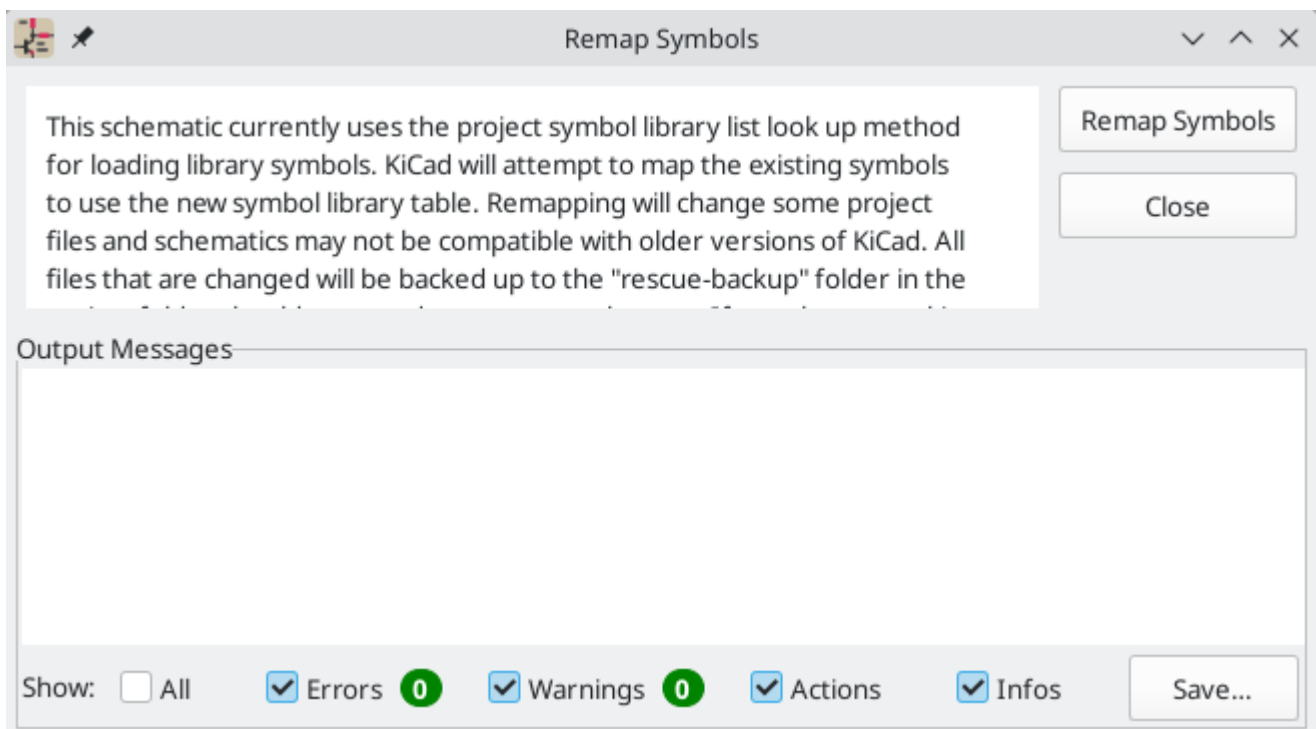 Remap Symbols
This schematic currently uses the project symbol library list look up method
for loading library symbols. KiCad will attempt to map the existing symbols
to use the new symbol library table. Remapping will change some project
files and schematics may not be compatible with older versions of KiCad. All
files that are changed will be backed up to the "rescue-backup" folder in the
Remap Symbols
Close
Output Messages
Show: All Errors 0 Warnings 0 Actions Infos Save...